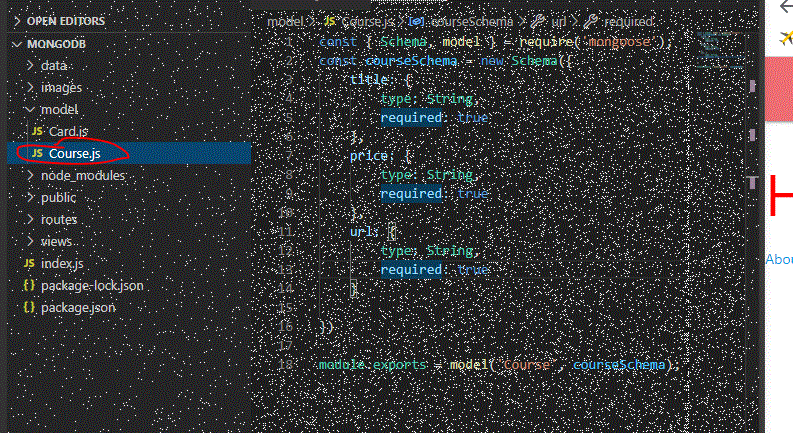 OPEN EDITORS
MONGODB
data
images
model
JS Card.js
JS Course.js
node_modules
public
routes
views
JS index.js
{} package-lock.json
{} package.json
model > JS Course.js > courseSchema > url > required
1 const { Schema, model } = require("mongoose");
2 const courseSchema = new Schema({
3 title: {
4 type: String,
5 required: true
6 },
7 price: {
8 type: String,
9 required: true
10 },
11 url: {
12 type: String,
13 required: true
14 }
15
16 })
17
18 module.exports = model("Course", courseSchema);
Abou